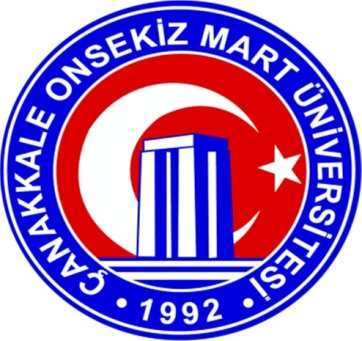 ÇANAKKALE ONSEKİZ MART ÜNİVERSİTESİ
• 1992 •